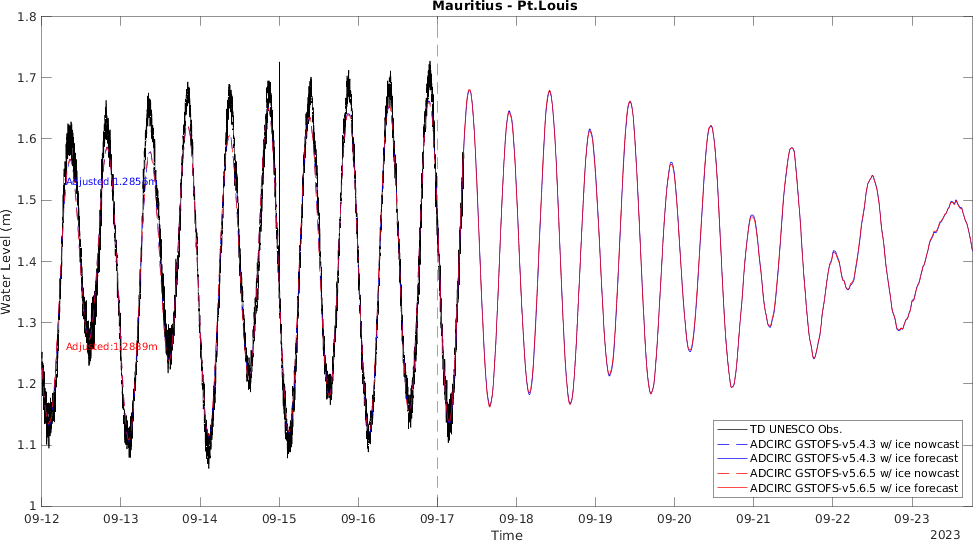 Mauritius - Pt.Louis
1.8
1.7
1.6
1.5
1.4
1.3
1.2
1.1
1
Water Level (m)
Adjusted:1.2856m
Adjusted:1.2889m
TD UNESCO Obs.
ADCIRC GSTOFS-v5.4.3 w/ ice nowcast
ADCIRC GSTOFS-v5.4.3 w/ ice forecast
ADCIRC GSTOFS-v5.6.5 w/ ice nowcast
ADCIRC GSTOFS-v5.6.5 w/ ice forecast
09-12 09-13 09-14 09-15 09-16 09-17 09-18 09-19 09-20 09-21 09-22 09-23
Time
2023